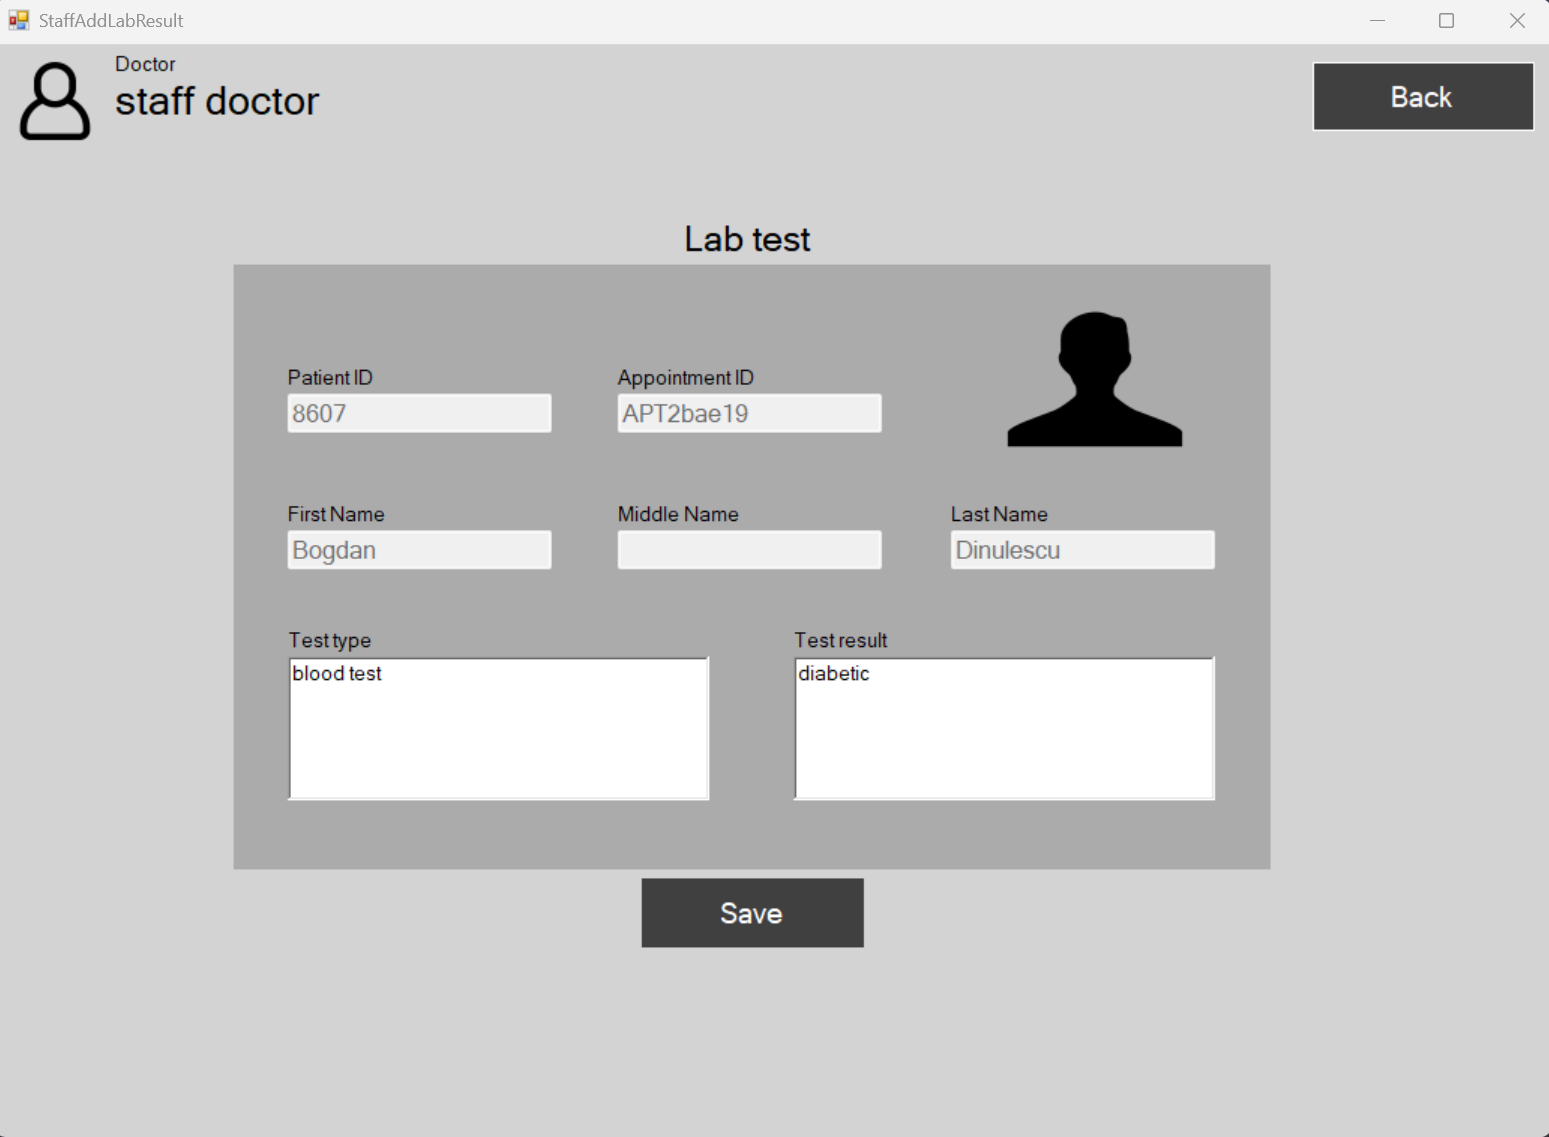 StaffAddLabResult
Doctor
staff doctor
Back
Lab test
Patient ID
Appointment ID
8607
APT2bae19
First Name
Middle Name
Last Name
Bogdan
Dinulescu
Test type
Test result
blood test
diabetic
Save